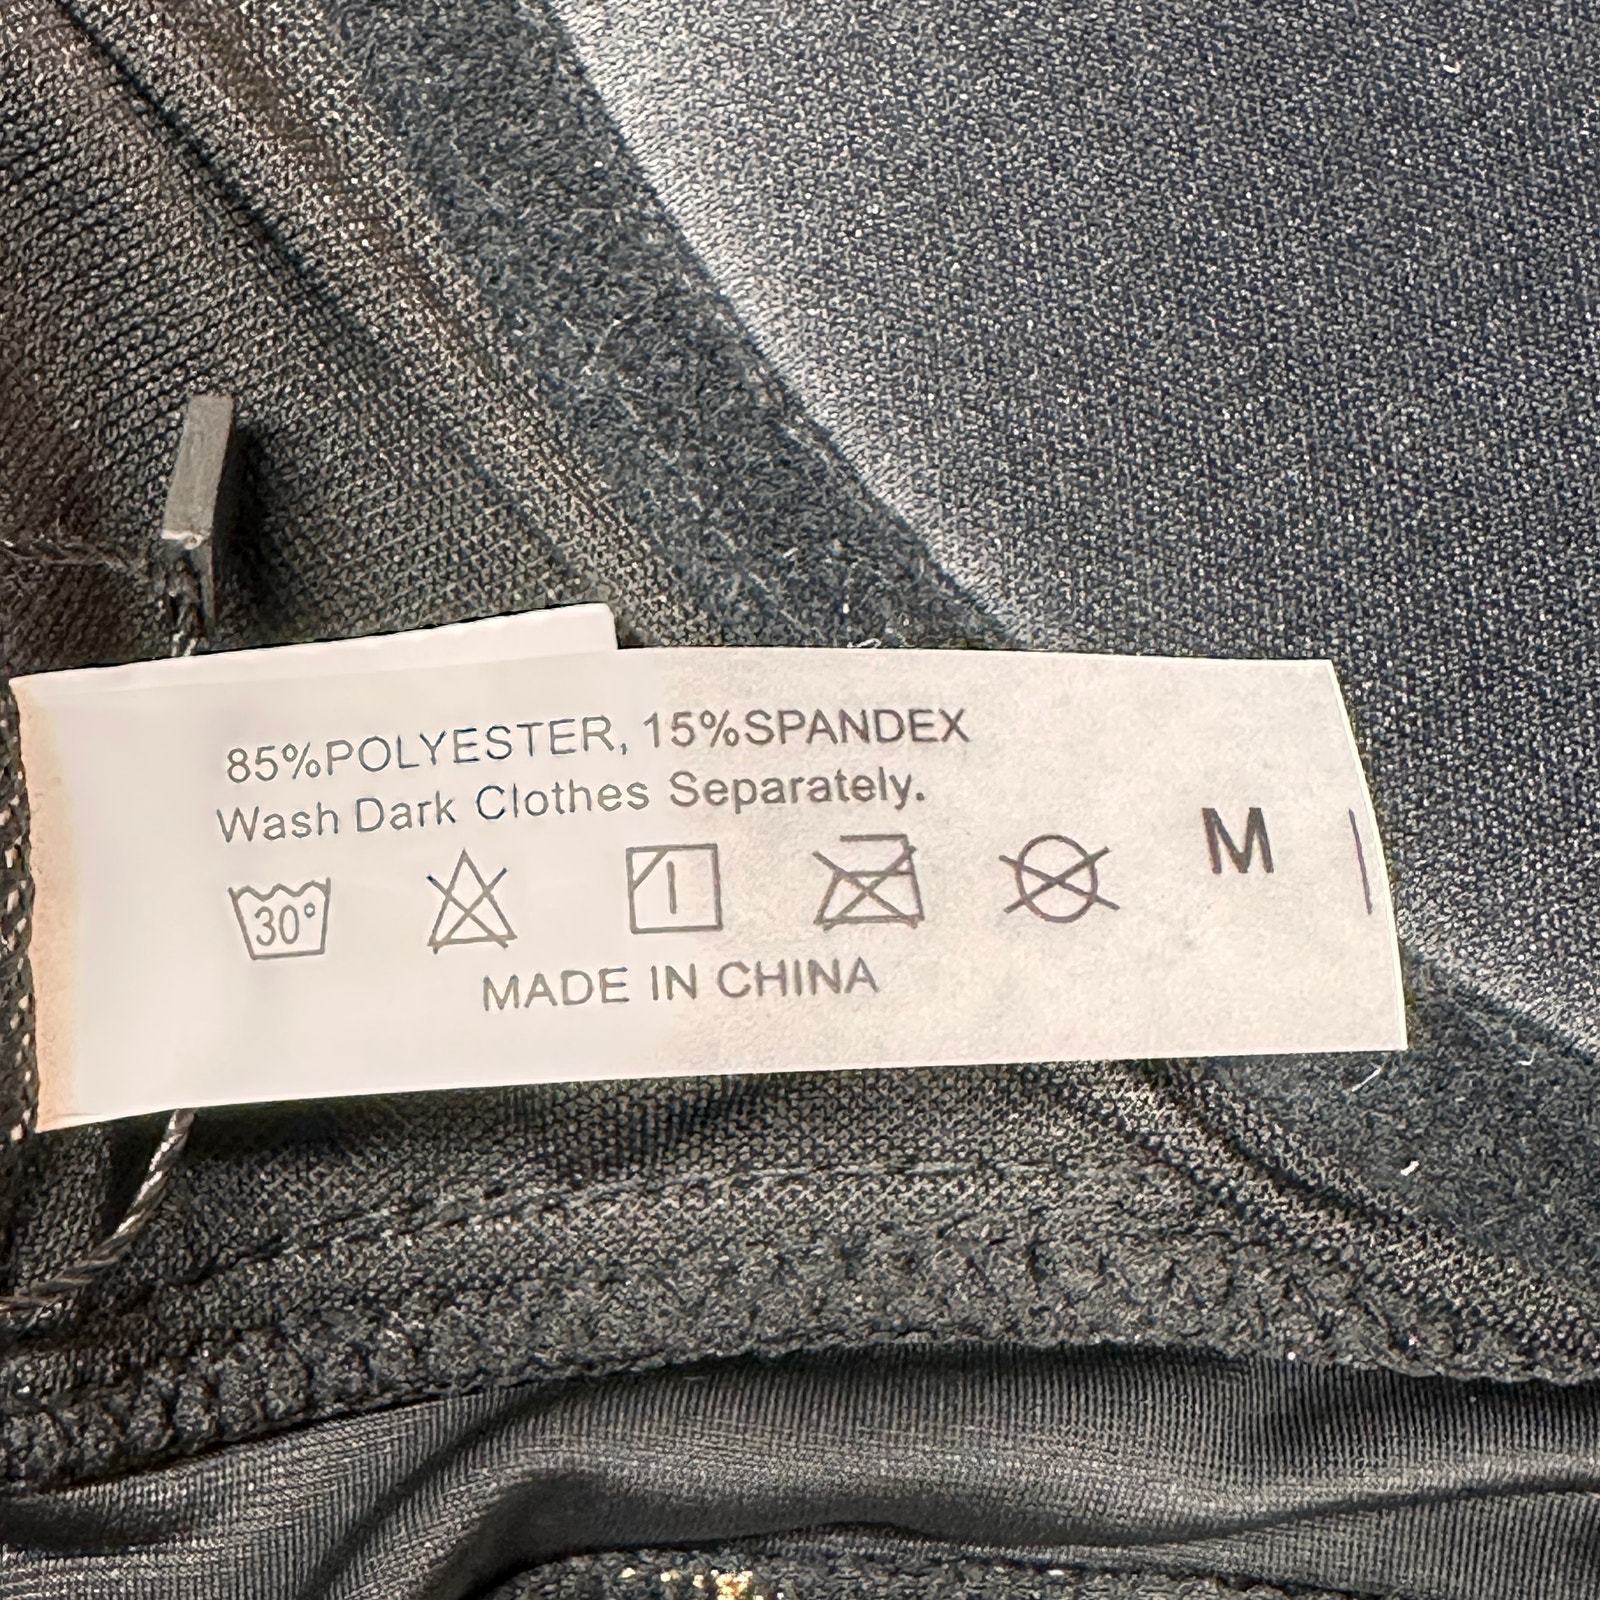 85%POLYESTER, 15%SPANDEX
Wash Dark Clothes Separately.
30°
M
MADE IN CHINA